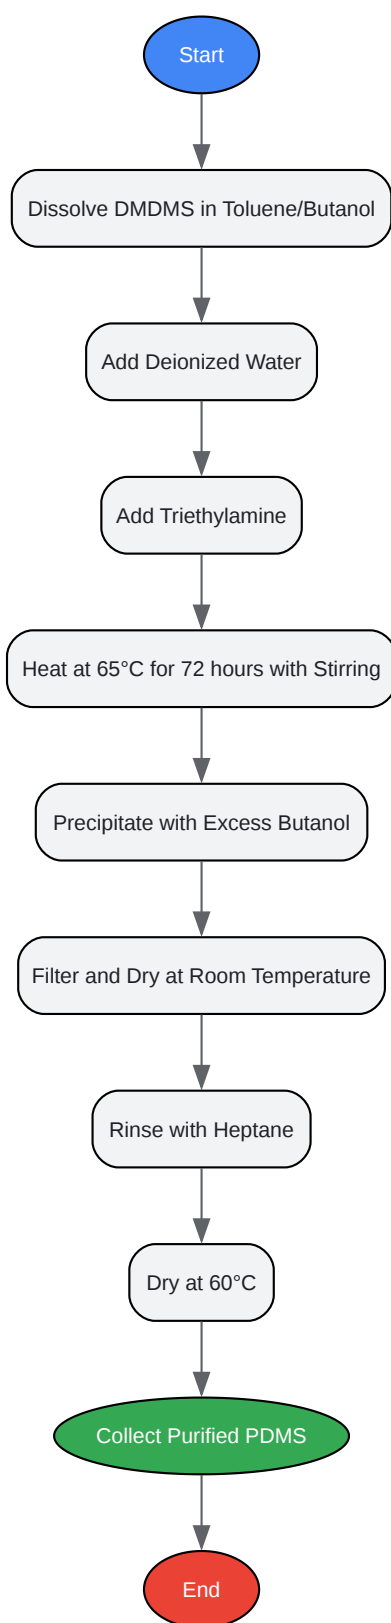 Start
Dissolve DMDMS in Toluene/Butanol
Add Deionized Water
Add Triethylamine
Heat at 65°C for 72 hours with Stirring
Precipitate with Excess Butanol
Filter and Dry at Room Temperature
Rinse with Heptane
Dry at 60°C
Collect Purified PDMS
End